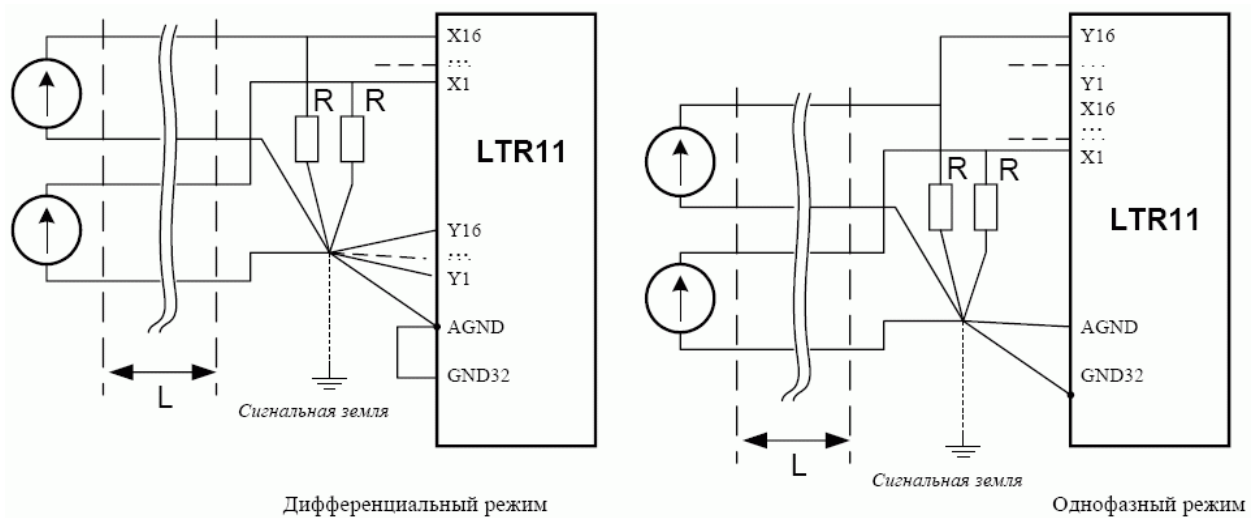 X16
...
X1
R R
LTR11
Y16
...
Y1
AGND
GND32
L
Сигнальная земля
Дифференциальный режим
Y16
...
Y1
X16
...
X1
R R
LTR11
AGND
GND32
L
Сигнальная земля
Однофазный режим